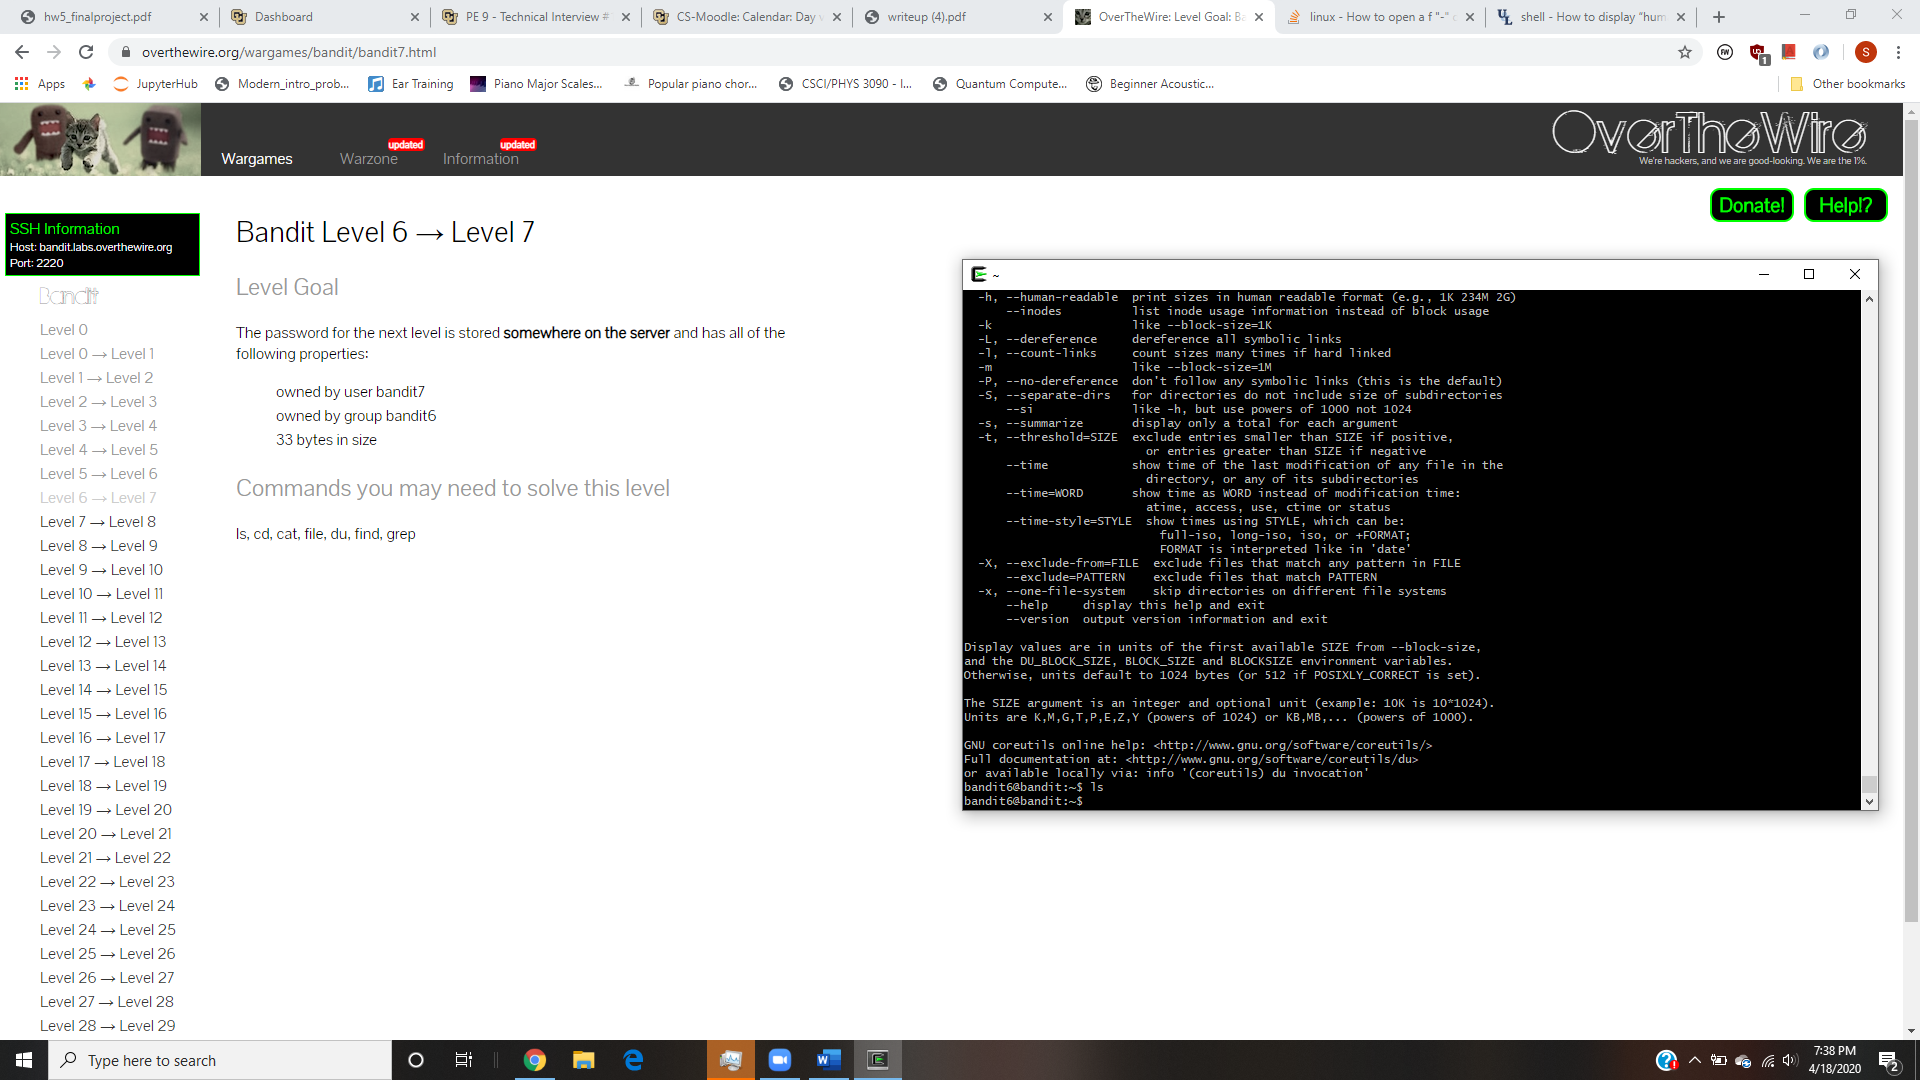 hw5_finalproject.pdf
Dashboard
PE 9 - Technical Interview #
CS-Moodle: Calendar: Day
writeup (4).pdf
OverTheWire: Level Goal: B
linux - How to open a f "-"
shell - How to display "hum
overthewire.org/wargames/bandit/bandit7.html
Apps
JupyterHub
Modern_intro_prob...
Ear Training
Piano Major Scales...
Popular piano chor...
CSCI/PHYS 3090 - I...
Quantum Compute...
Beginner Acoustic...
Other bookmarks
Wargames
Warzone
updated
Information
updated
OverTheWire
We're hackers, and we are good-looking. We are the 1%.
Donate!
Help!?
SSH Information
Host: bandit.labs.overthewire.org
Port: 2220
Bandit
Level 0
Level 0 → Level 1
Level 1 → Level 2
Level 2 → Level 3
Level 3 → Level 4
Level 4 → Level 5
Level 5 → Level 6
Level 6 → Level 7
Level 7 → Level 8
Level 8 → Level 9
Level 9 → Level 10
Level 10 → Level 11
Level 11 → Level 12
Level 12 → Level 13
Level 13 → Level 14
Level 14 → Level 15
Level 15 → Level 16
Level 16 → Level 17
Level 17 → Level 18
Level 18 → Level 19
Level 19 → Level 20
Level 20 → Level 21
Level 21 → Level 22
Level 22 → Level 23
Level 23 → Level 24
Level 24 → Level 25
Level 25 → Level 26
Level 26 → Level 27
Level 27 → Level 28
Level 28 → Level 29
Bandit Level 6 → Level 7
Level Goal
The password for the next level is stored somewhere on the server and has all of the
following properties:
owned by user bandit7
owned by group bandit6
33 bytes in size
Commands you may need to solve this level
ls, cd, cat, file, du, find, grep
~
-h, --human-readable  print sizes in human readable format (e.g., 1K 234M 2G)
--inodes          list inode usage information instead of block usage
-k                    like --block-size=1K
-L, --dereference     dereference all symbolic links
-l, --count-links     count sizes many times if hard linked
-m                    like --block-size=1M
-P, --no-dereference  don't follow any symbolic links (this is the default)
-S, --separate-dirs   for directories do not include size of subdirectories
--si              like -h, but use powers of 1000 not 1024
-s, --summarize       display only a total for each argument
-t, --threshold=SIZE  exclude entries smaller than SIZE if positive,
or entries greater than SIZE if negative
--time            show time of the last modification of any file in the
directory, or any of its subdirectories
--time=WORD       show time as WORD instead of modification time:
atime, access, use, ctime or status
--time-style=STYLE  show times using STYLE, which can be:
full-iso, long-iso, iso, or +FORMAT;
FORMAT is interpreted like in 'date'
-X, --exclude-from=FILE  exclude files that match any pattern in FILE
--exclude=PATTERN    exclude files that match PATTERN
-x, --one-file-system    skip directories on different file systems
--help     display this help and exit
--version  output version information and exit
Display values are in units of the first available SIZE from --block-size,
and the DU_BLOCK_SIZE, BLOCK_SIZE and BLOCKSIZE environment variables.
Otherwise, units default to 1024 bytes (or 512 if POSIXLY_CORRECT is set).
The SIZE argument is an integer and optional unit (example: 10K is 10*1024).
Units are K,M,G,T,P,E,Z,Y (powers of 1024) or KB,MB,... (powers of 1000).
GNU coreutils online help: <http://www.gnu.org/software/coreutils/>
Full documentation at: <http://www.gnu.org/software/coreutils/du>
or available locally via: info '(coreutils) du invocation'
bandit6@bandit:~$ ls
bandit6@bandit:~$
Type here to search
7:38 PM
4/18/2020
2